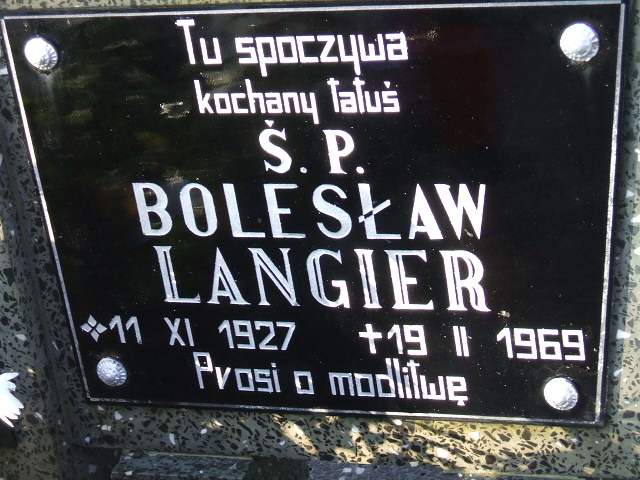 Tu spoczywa
kochany tatuś
Ś. P.
BOLESŁAW
LANGIER
11 XI 1927 +19 II 1969
Prosi o modlitwę